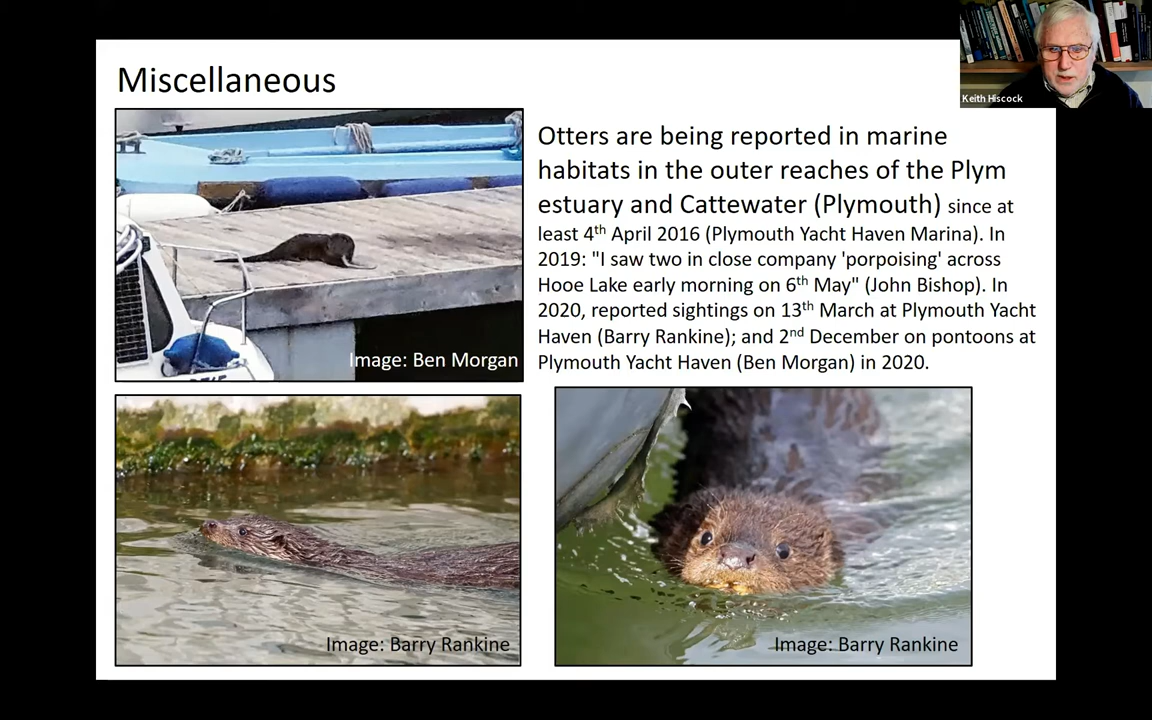 Miscellaneous
Keith Hiscock
Otters are being reported in marine
habitats in the outer reaches of the Plym
estuary and Cattewater (Plymouth) since at
least 4th April 2016 (Plymouth Yacht Haven Marina). In
2019: "I saw two in close company 'porpoising' across
Hooe Lake early morning on 6th May" (John Bishop). In
2020, reported sightings on 13th March at Plymouth Yacht
Haven (Barry Rankine); and 2nd December on pontoons at
Plymouth Yacht Haven (Ben Morgan) in 2020.
Image: Ben Morgan
Image: Barry Rankine
Image: Barry Rankine